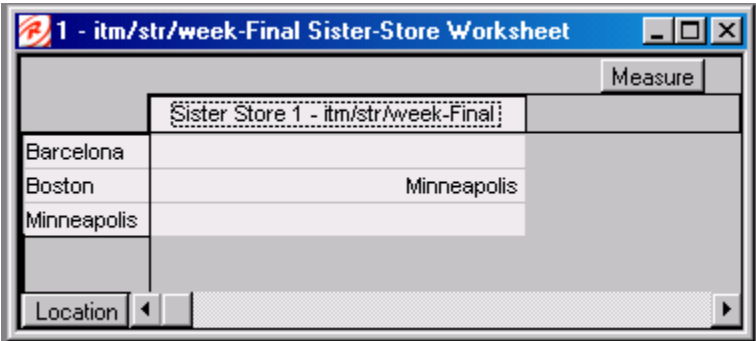 1 - itm/str/week-Final Sister-Store Worksheet
Measure
Sister Store 1 - itm/str/week-Final
Barcelona
Boston Minneapolis
Minneapolis
Location